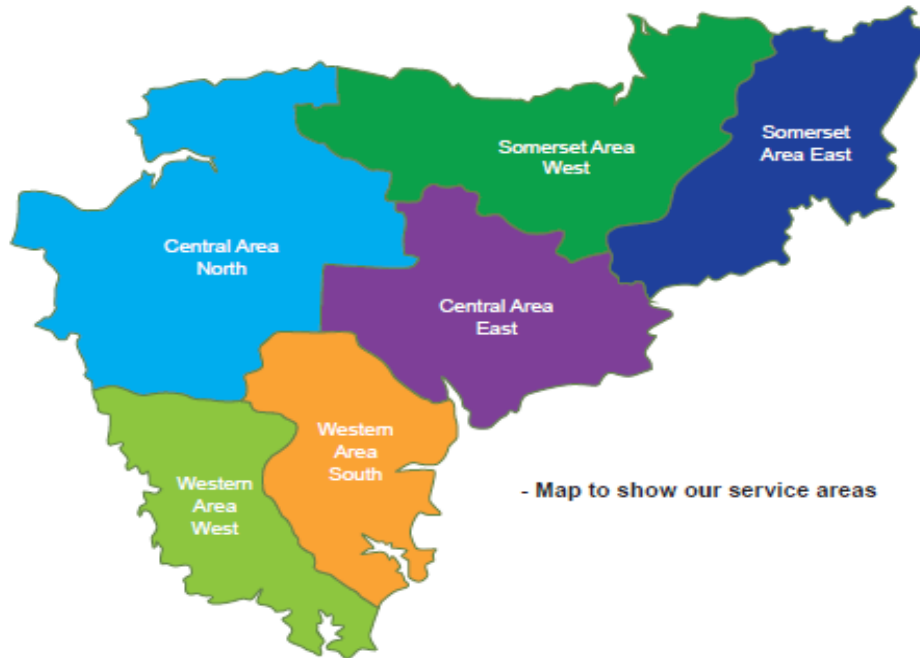 Somerset
Area East
Somerset Area
West
Central Area
North
Central Area
East
Western
Area
South
Western
Area
West
- Map to show our service areas